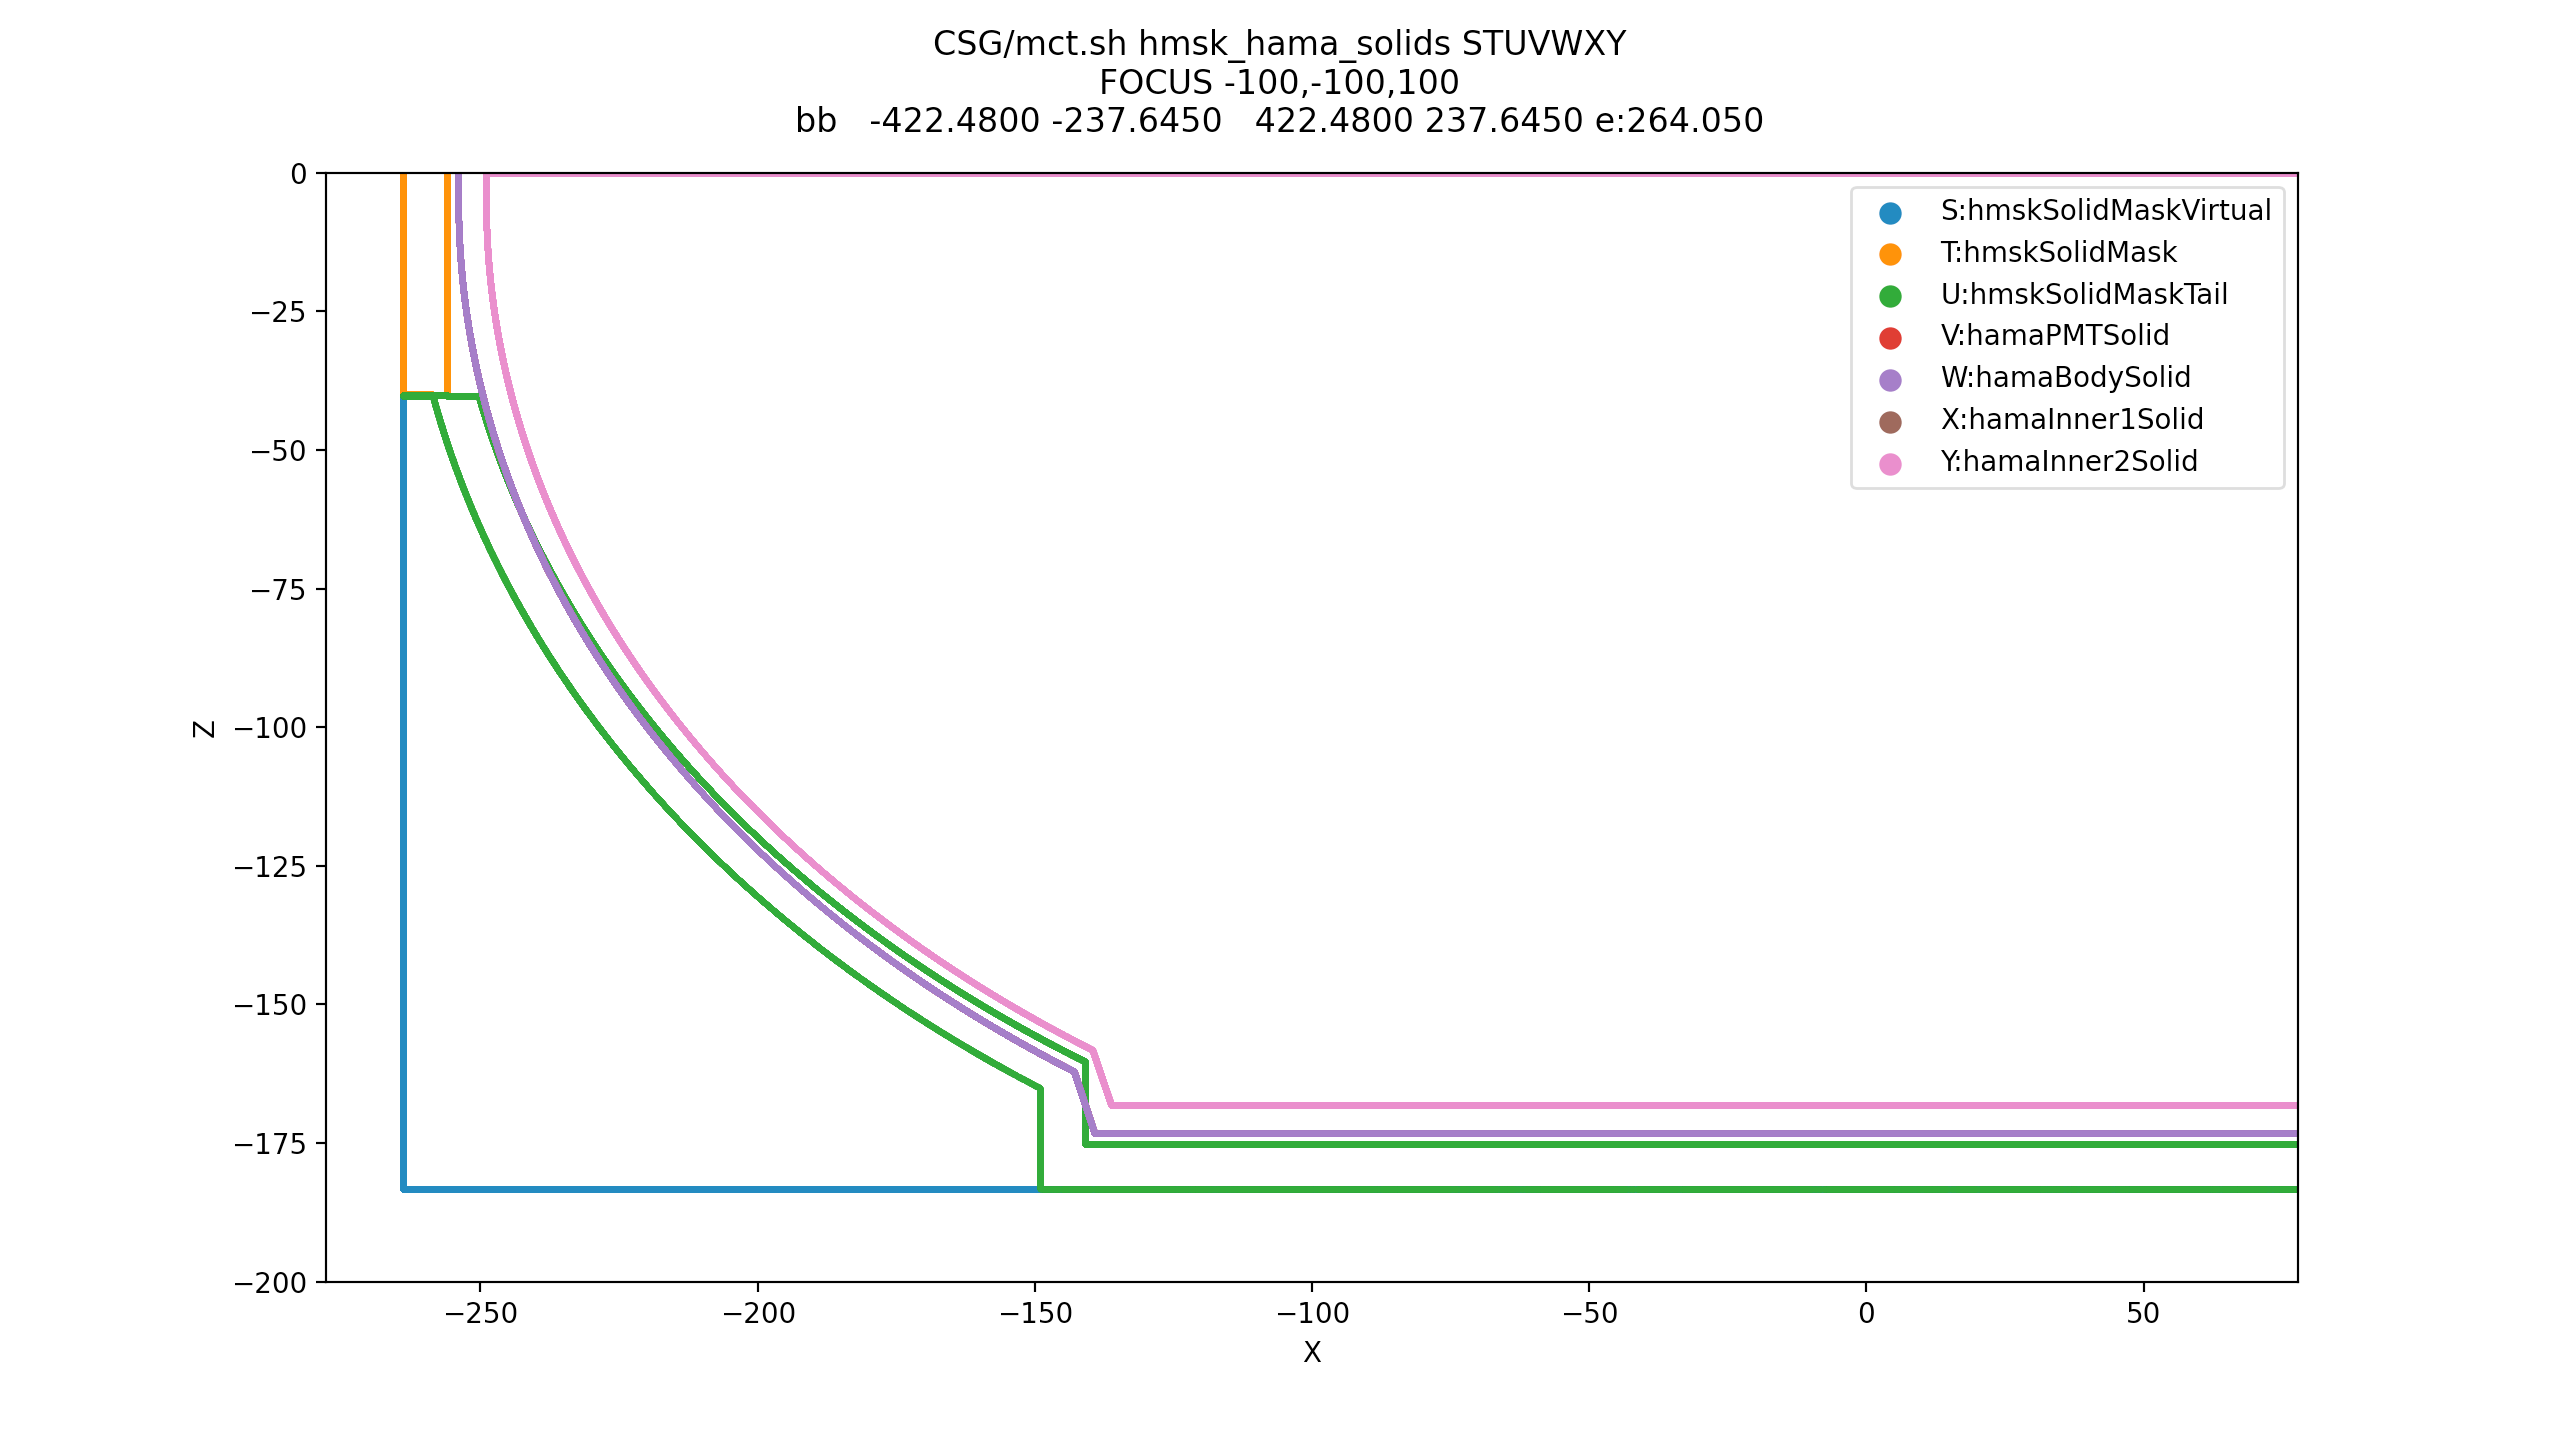 CSG/mct.sh hmsk_hama_solids STUVWXY
FOCUS -100,-100,100
bb   -422.4800 -237.6450   422.4800 237.6450 e:264.050
S:hmskSolidMaskVirtual
T:hmskSolidMask
U:hmskSolidMaskTail
V:hamaPMTSolid
W:hamaBodySolid
X:hamaInner1Solid
Y:hamaInner2Solid
0
−25
−50
−75
−100
−125
−150
−175
−200
Z
−250 −200 −150 −100 −50 0 50
X